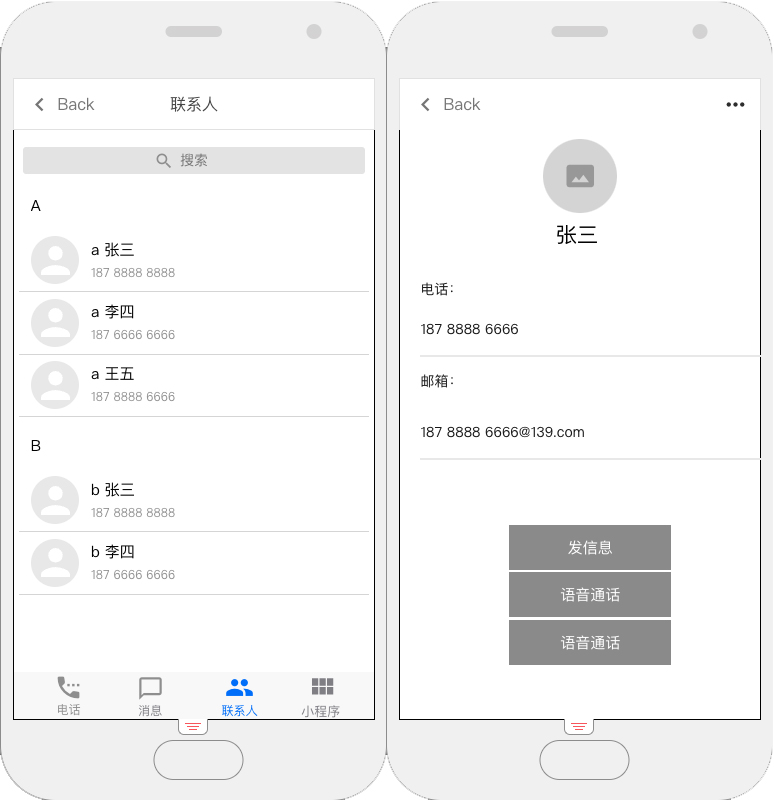 Back
联系人
搜索
A
a 张三
187 8888 8888
a 李四
187 6666 6666
a 王五
187 8888 6666
B
b 张三
187 8888 8888
b 李四
187 6666 6666
电话
消息
联系人
小程序
Back
张三
电话：
187 8888 6666
邮箱：
187 8888 6666@139.com
发信息
语音通话
语音通话